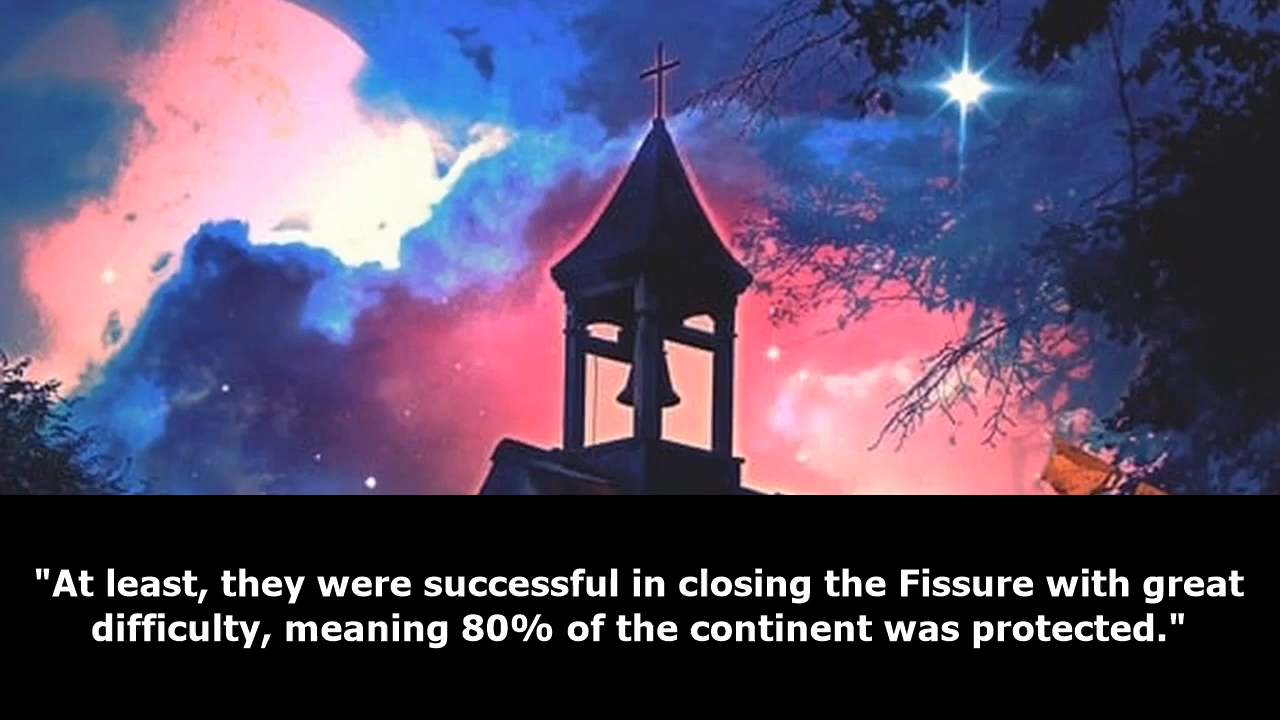 "At least, they were successful in closing the Fissure with great
difficulty, meaning 80% of the continent was protected."